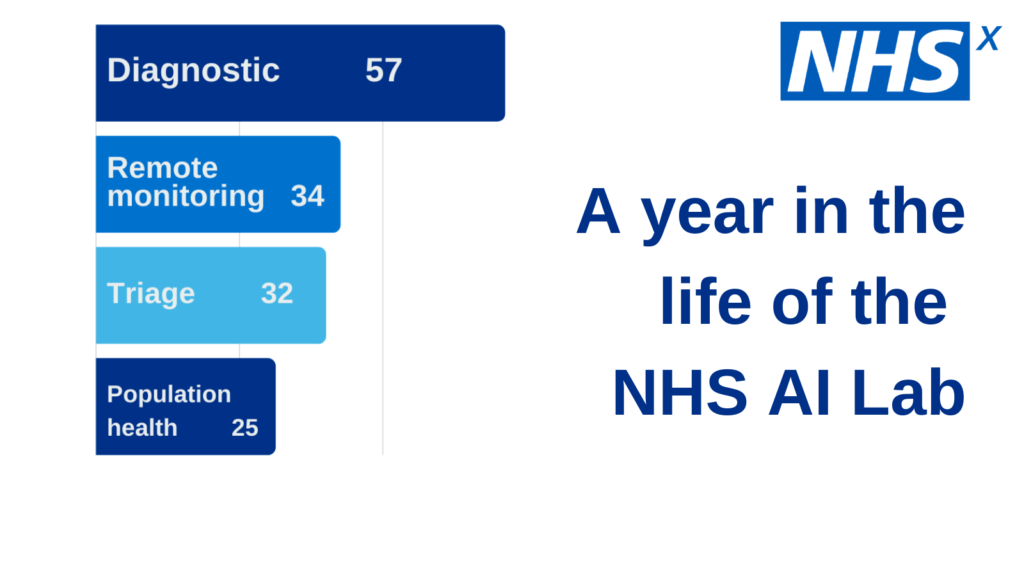 Diagnostic 57
Remote
monitoring 34
Triage 32
Population
health 25
NHS X
A year in the
life of the
NHS AI Lab